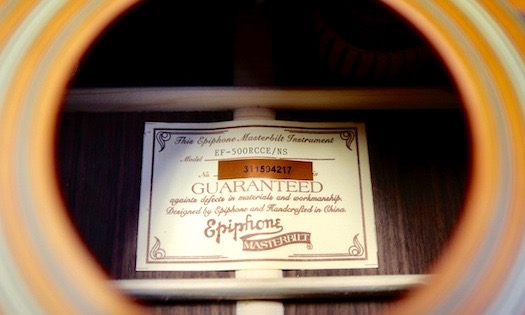 This Epiphone Masterbilt Instrument
Model EF-500RCCE/NS
No. 311504217
GUARANTEED
againts defects in materials and workmanship.
Designed by Epiphone and Handcrafted in China.
Epiphone
MASTERBILT